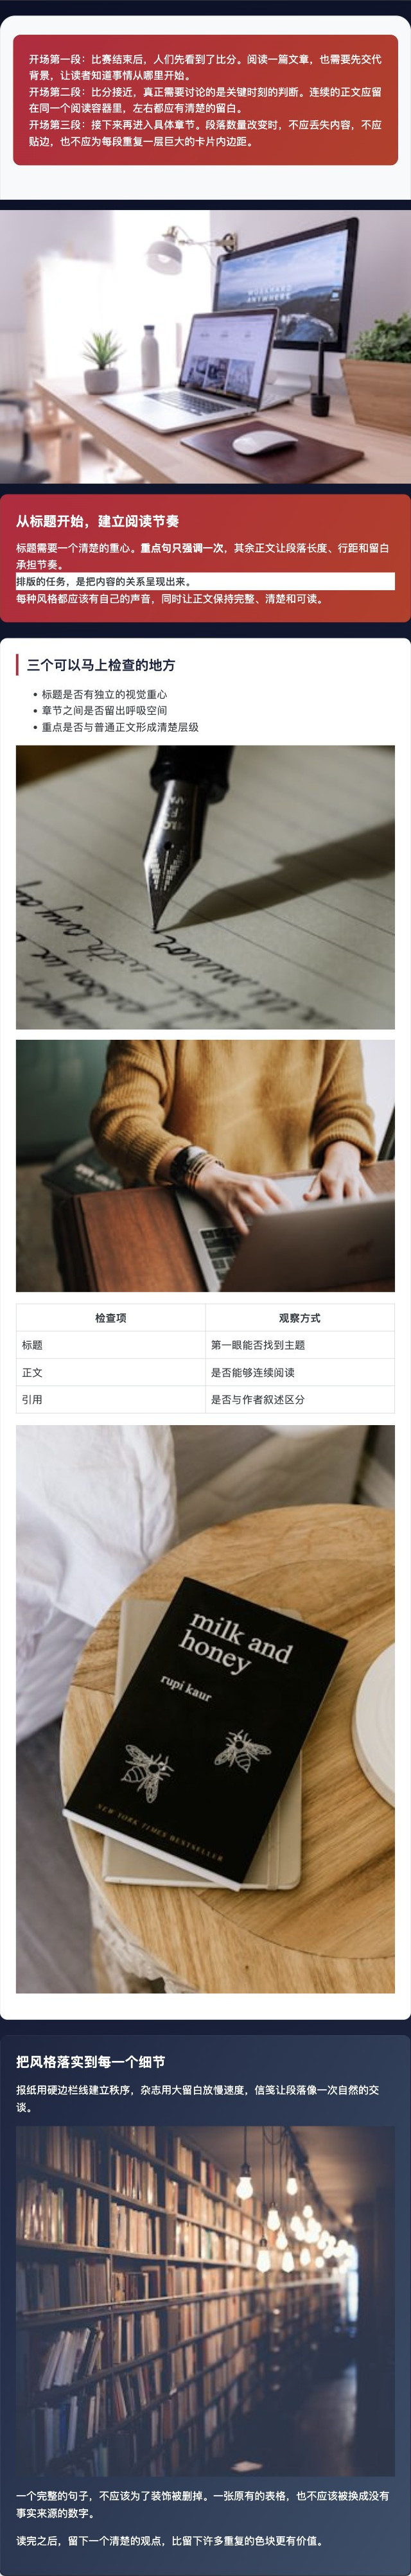 开场第一段：比赛结束后，人们先看到了比分。阅读一篇文章，也需要先交代
背景，让读者知道事情从哪里开始。
开场第二段：比分接近，真正需要讨论的是关键时刻的判断。连续的正文应留
在同一个阅读容器里，左右都应有清楚的留白。
开场第三段：接下来再进入具体章节。段落数量改变时，不应丢失内容，不应
贴边，也不应为每段重复一层巨大的卡片内边距。
从标题开始，建立阅读节奏
标题需要一个清楚的重心。重点句只强调一次，其余正文让段落长度、行距和留白
承担节奏。
排版的任务，是把内容的关系呈现出来。
每种风格都应该有自己的声音，同时让正文保持完整、清楚和可读。
三个可以马上检查的地方
• 标题是否有独立的视觉重心
• 章节之间是否留出呼吸空间
• 重点是否与普通正文形成清楚层级
检查项 观察方式
标题 第一眼能否找到主题
正文 是否能够连续阅读
引用 是否与作者叙述区分
milk and
honey
rupi kaur
NEW YORK TIMES BESTSELLER
把风格落实到每一个细节
报纸用硬边栏线建立秩序，杂志用大留白放慢速度，信笺让段落像一次自然的交
谈。
一个完整的句子，不应该为了装饰被删掉。一张原有的表格，也不应该被换成没有
事实来源的数字。
读完之后，留下一个清楚的观点，比留下许多重复的色块更有价值。